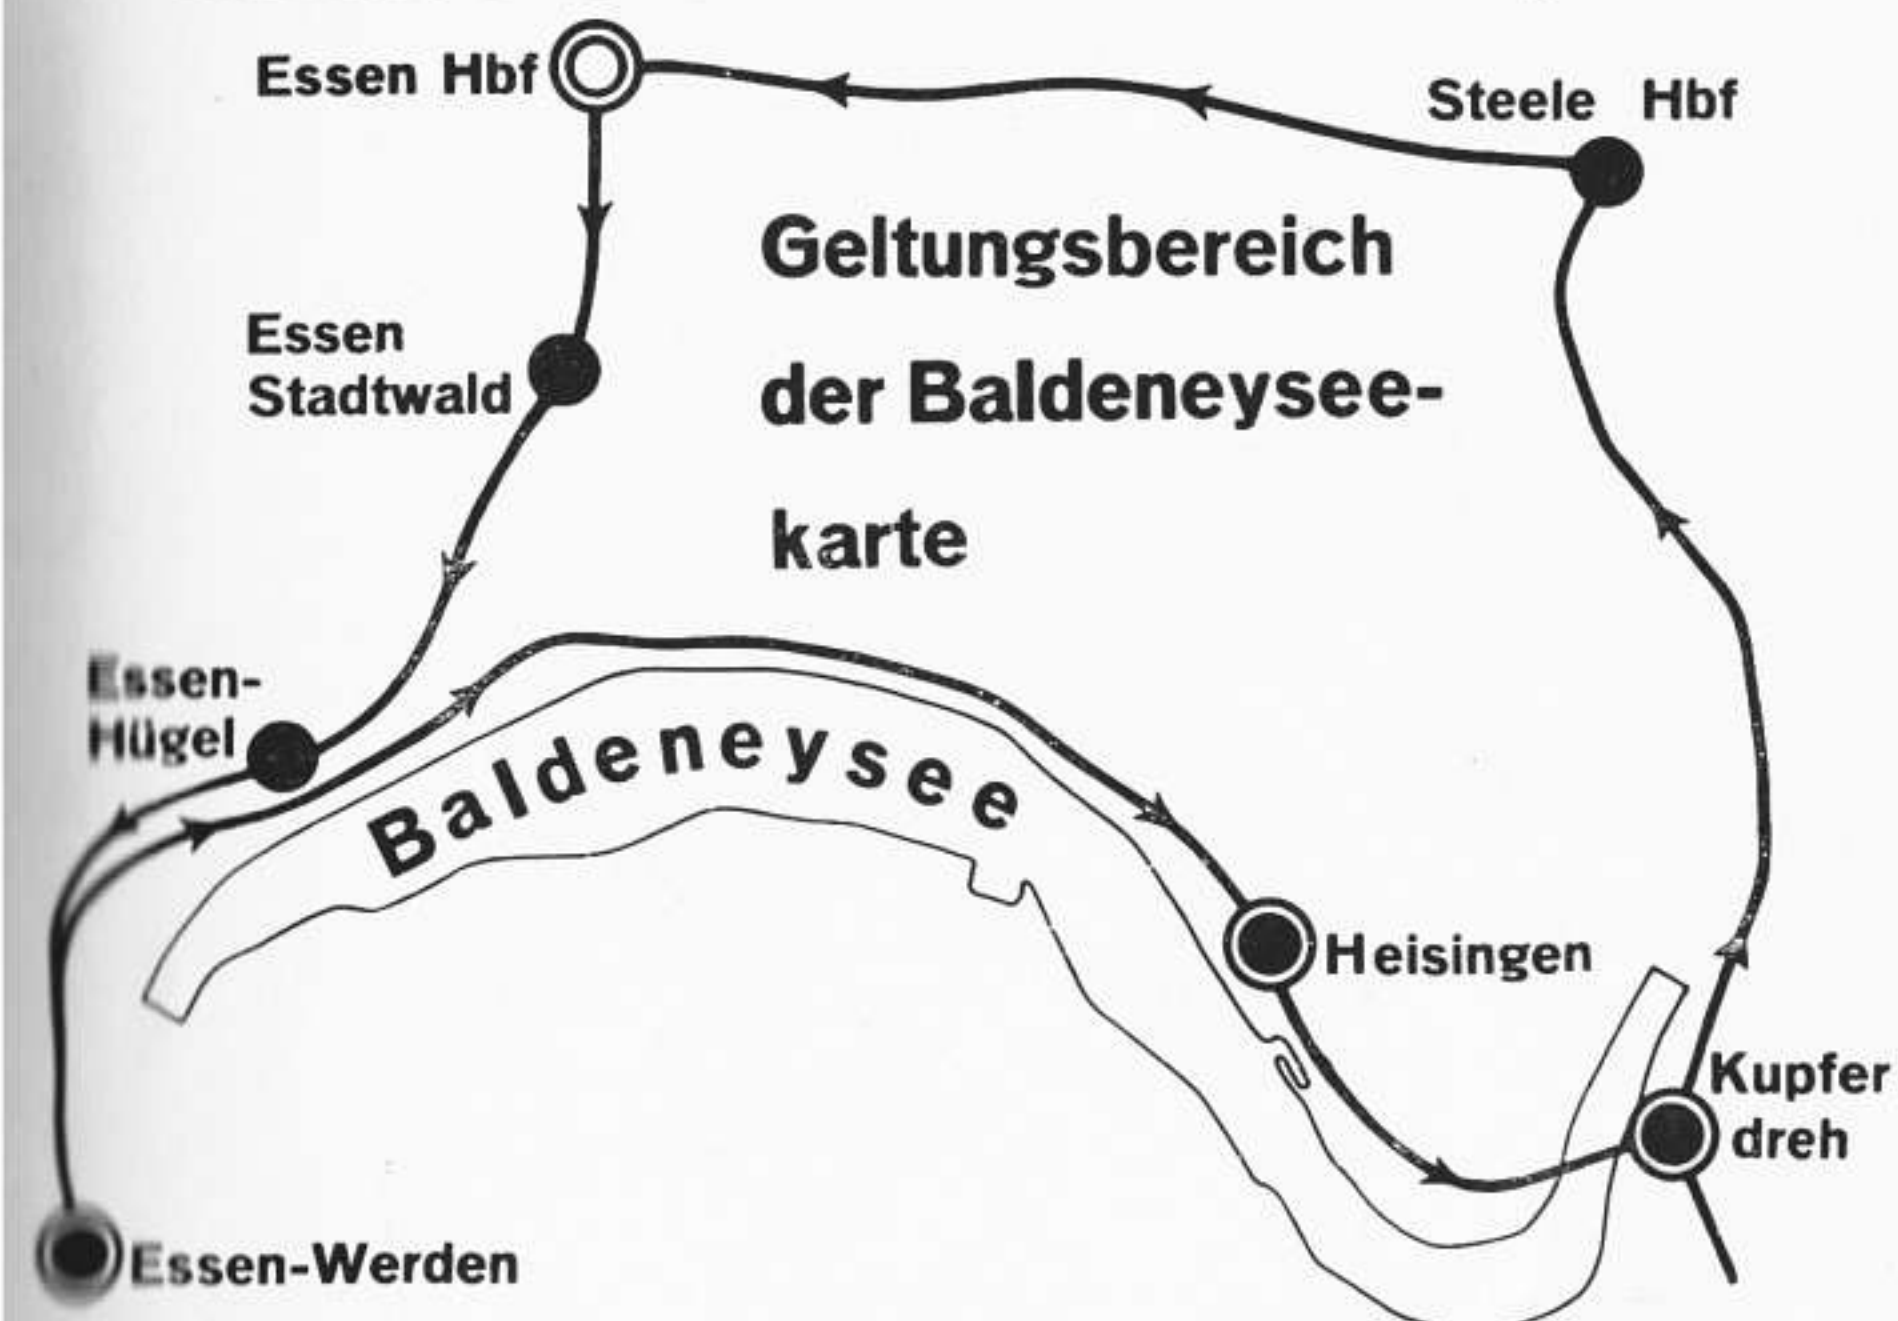 Essen Hbf
Steele Hbf
Geltungsbereich
der Baldeneysee-
karte
Essen
Stadtwald
Essen-
Hügel
Baldeneysee
Heisingen
Kupfer
dreh
Essen-Werden